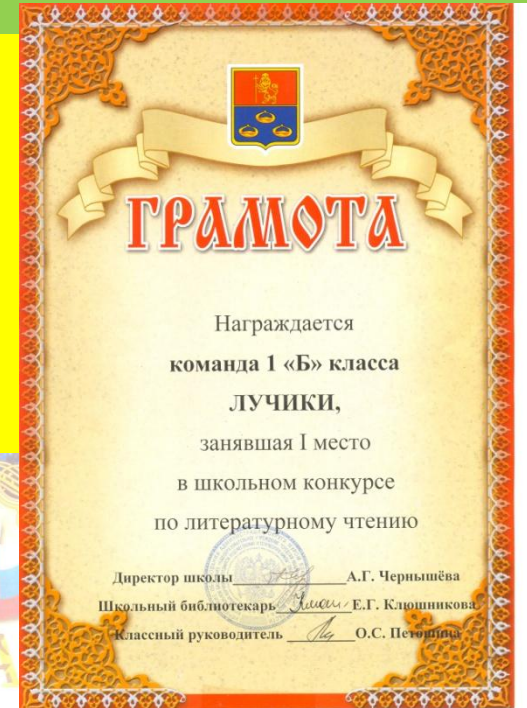 ГРАМОТА
Награждается
команда 1 «Б» класса
ЛУЧИКИ,
занявшая I место
в школьном конкурсе
по литературному чтению
Директор школы А.Г. Чернышёва
Школьный библиотекарь Е.Г. Клюшникова
Классный руководитель О.С.